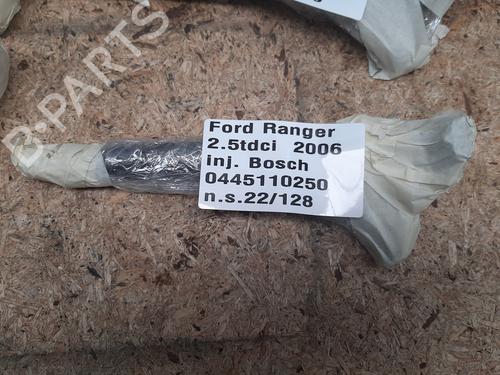 B-PARTS
Ford Ranger
2.5tdci 2006
inj. Bosch
0445110250
n.s.22/128